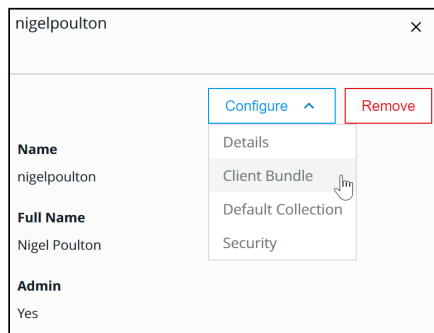 nigelpoulton
Configure Remove
Details
Name
Client Bundle
nigelpoulton
Default Collection
Full Name
Nigel Poulton
Security
Admin
Yes